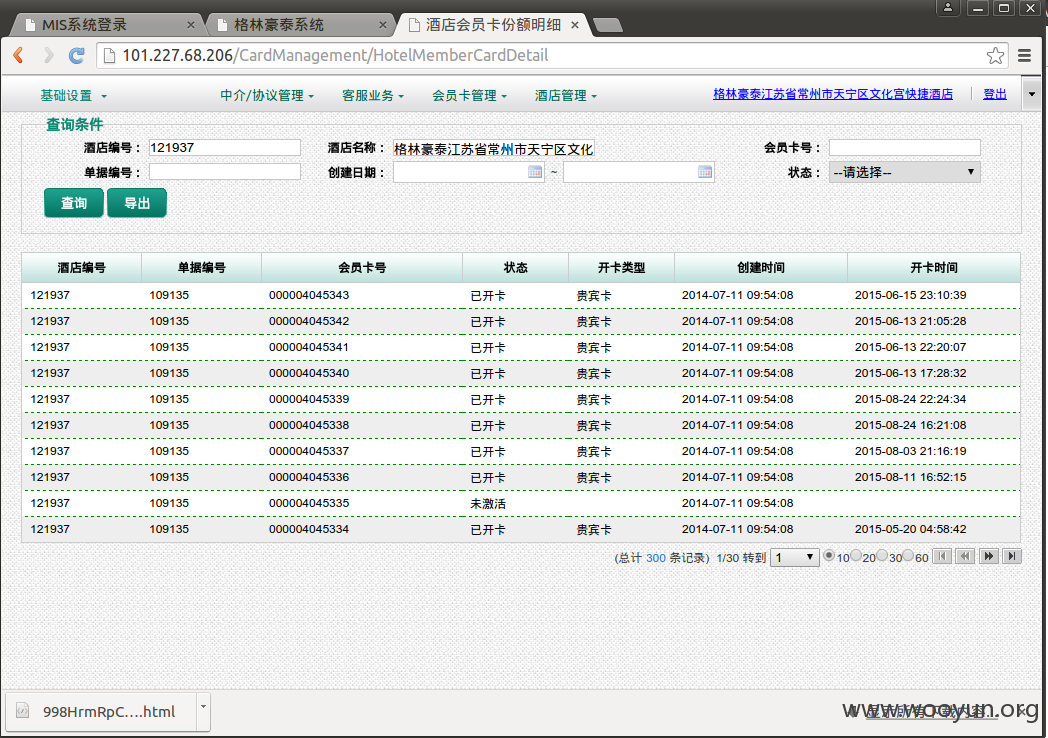 MIS系统登录
格林豪泰系统
酒店会员卡份额明细
101.227.68.206/CardManagement/HotelMemberCardDetail
基础设置 中介/协议管理 客服业务 会员卡管理 酒店管理 格林豪泰江苏省常州市天宁区文化宫快捷酒店 登出
查询条件
酒店编号： 121937 酒店名称： 格林豪泰江苏省常州市天宁区文化 会员卡号：
单据编号： 创建日期： ~ 状态： --请选择--
查询 导出
酒店编号 单据编号 会员卡号 状态 开卡类型 创建时间 开卡时间
121937 109135 000004045343 已开卡 贵宾卡 2014-07-11 09:54:08 2015-06-15 23:10:39
121937 109135 000004045342 已开卡 贵宾卡 2014-07-11 09:54:08 2015-06-13 21:05:28
121937 109135 000004045341 已开卡 贵宾卡 2014-07-11 09:54:08 2015-06-13 22:20:07
121937 109135 000004045340 已开卡 贵宾卡 2014-07-11 09:54:08 2015-06-13 17:28:32
121937 109135 000004045339 已开卡 贵宾卡 2014-07-11 09:54:08 2015-08-24 22:24:34
121937 109135 000004045338 已开卡 贵宾卡 2014-07-11 09:54:08 2015-08-24 16:21:08
121937 109135 000004045337 已开卡 贵宾卡 2014-07-11 09:54:08 2015-08-03 21:16:19
121937 109135 000004045336 已开卡 贵宾卡 2014-07-11 09:54:08 2015-08-11 16:52:15
121937 109135 000004045335 未激活 2014-07-11 09:54:08
121937 109135 000004045334 已开卡 贵宾卡 2014-07-11 09:54:08 2015-05-20 04:58:42
(总计 300 条记录) 1/30 转到 1 10 20 30 60
998HrmRpC....html
显示所有下载内容...
www.wooyun.org